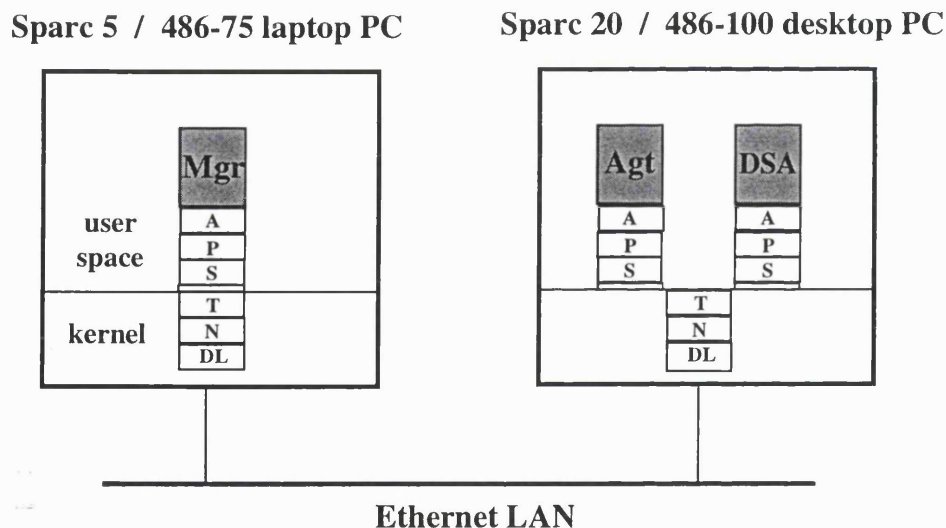 Sparc 5 / 486-75 laptop PC
Sparc 20 / 486-100 desktop PC
Mgr
A
P
S
T
N
DL
user
space
kernel
Agt
A
P
S
DSA
A
P
S
T
N
DL
Ethernet LAN